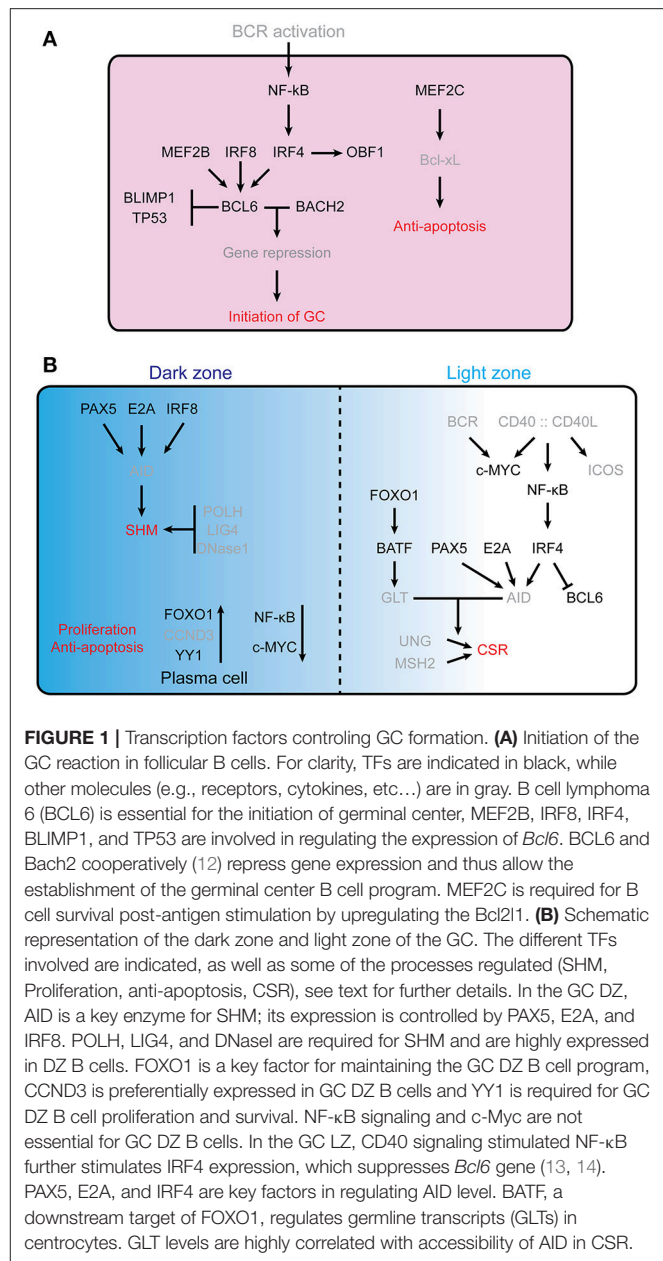 A
BCR activation
NF-kB
MEF2C
MEF2B IRF8 IRF4 OBF1
Bcl-xL
BLIMP1
TP53
BCL6 BACH2
Anti-apoptosis
Gene repression
Initiation of GC
B
Dark zone
Light zone
PAX5 E2A IRF8
AID
SHM
POLH
LIG4
DNase1
Proliferation
Anti-apoptosis
FOXO1
CCND3
YY1
Plasma cell
NF-κB
c-MYC
BCR CD40 :: CD40L
c-MYC
ICOS
NF-κB
FOXO1
BATF PAX5 E2A IRF4
GLT AID BCL6
UNG
MSH2
CSR
FIGURE 1 | Transcription factors controling GC formation. (A) Initiation of the
GC reaction in follicular B cells. For clarity, TFs are indicated in black, while
other molecules (e.g., receptors, cytokines, etc…) are in gray. B cell lymphoma
6 (BCL6) is essential for the initiation of germinal center, MEF2B, IRF8, IRF4,
BLIMP1, and TP53 are involved in regulating the expression of Bcl6. BCL6 and
Bach2 cooperatively (12) repress gene expression and thus allow the
establishment of the germinal center B cell program. MEF2C is required for B
cell survival post-antigen stimulation by upregulating the Bcl2l1. (B) Schematic
representation of the dark zone and light zone of the GC. The different TFs
involved are indicated, as well as some of the processes regulated (SHM,
Proliferation, anti-apoptosis, CSR), see text for further details. In the GC DZ,
AID is a key enzyme for SHM; its expression is controlled by PAX5, E2A, and
IRF8. POLH, LIG4, and DNaseI are required for SHM and are highly expressed
in DZ B cells. FOXO1 is a key factor for maintaining the GC DZ B cell program,
CCND3 is preferentially expressed in GC DZ B cells and YY1 is required for GC
DZ B cell proliferation and survival. NF-κB signaling and c-Myc are not
essential for GC DZ B cells. In the GC LZ, CD40 signaling stimulated NF-κB
further stimulates IRF4 expression, which suppresses Bcl6 gene (13, 14).
PAX5, E2A, and IRF4 are key factors in regulating AID level. BATF, a
downstream target of FOXO1, regulates germline transcripts (GLTs) in
centrocytes. GLT levels are highly correlated with accessibility of AID in CSR.